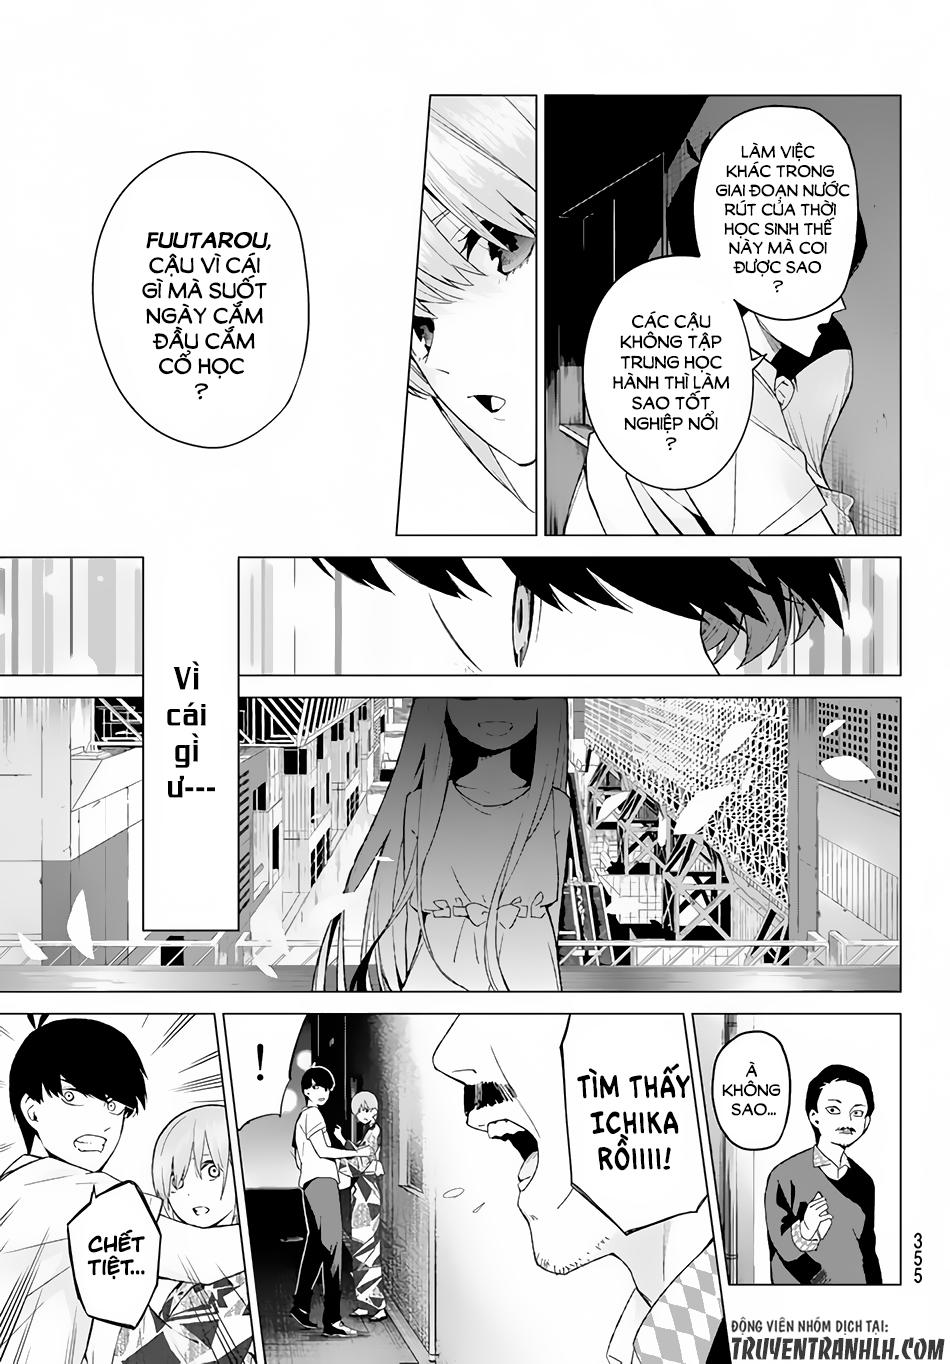 LÀM VIỆC
KHÁC TRONG
GIAI ĐOẠN NƯỚC
RÚT CỦA THỜI
HỌC SINH THẾ
NÀY MÀ COI
ĐƯỢC SAO
?
CÁC CẬU
KHÔNG TẬP
TRUNG HỌC
HÀNH THÌ LÀM
SAO TỐT
NGHIỆP NỔI
?
FUUTAROU,
CẬU VÌ CÁI
GÌ MÀ SUỐT
NGÀY CẮM
ĐẦU CẮM
CỔ HỌC
?
Vì
cái
gì
ư---
À
KHÔNG
SAO...
TÌM THẤY
ICHIKA
RỒIIII!
!
CHẾT
TIỆT...
355
ĐỘNG VIÊN NHÓM DỊCH TẠI:
TRUYENTRANHLH.COM